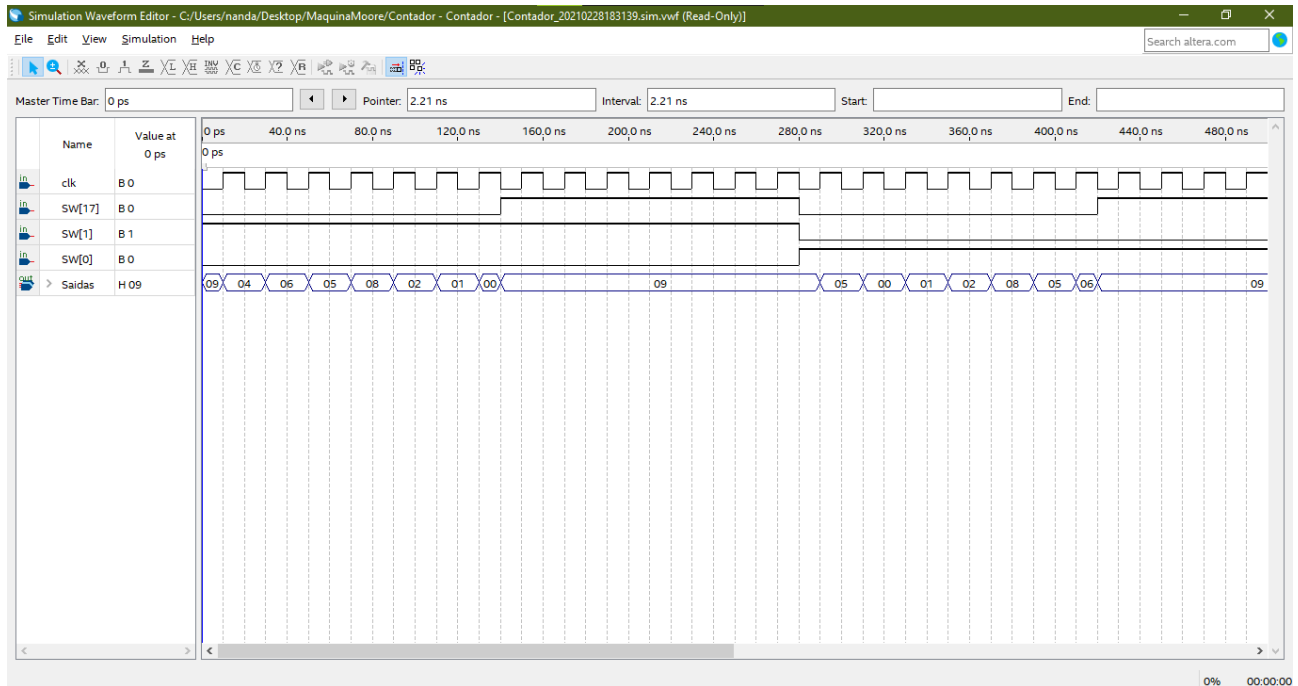 Simulation Waveform Editor - C:/Users/nanda/Desktop/MaquinaMoore/Contador - Contador - [Contador_20210228183139.sim.vwf (Read-Only)]
File Edit View Simulation Help
Search altera.com
Master Time Bar: 0 ps Pointer: 2.21 ns Interval: 2.21 ns Start: End:
Name Value at 0 ps
0 ps 40.0 ns 80.0 ns 120.0 ns 160.0 ns 200.0 ns 240.0 ns 280.0 ns 320.0 ns 360.0 ns 400.0 ns 440.0 ns 480.0 ns
0 ps
in clk B 0
in SW[17] B 0
in SW[1] B 1
in SW[0] B 0
out > Saidas H 09 09 04 06 05 08 02 01 00 09 05 00 01 02 08 05 06 09
0% 00:00:00